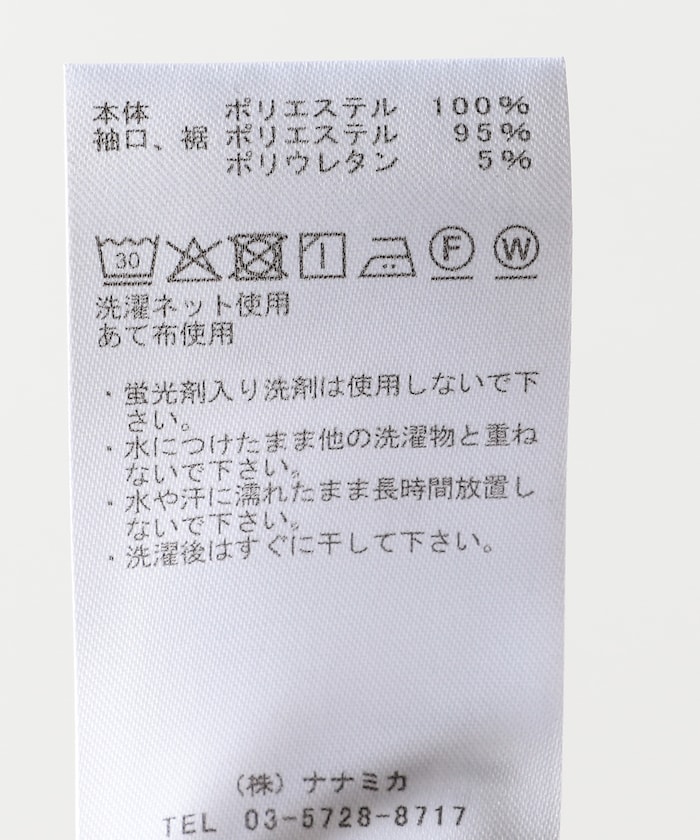 本体 ポリエステル 100%
袖口、裾 ポリエステル 95%
ポリウレタン 5%
30 F W
洗濯ネット使用
あて布使用
・蛍光剤入り洗剤は使用しないで下
さい。
・水につけたまま他の洗濯物と重ね
ないで下さい。
・水や汗に濡れたまま長時間放置し
ないで下さい。
・洗濯後はすぐに干して下さい。
(株)ナナミカ
TEL 03-5728-8717